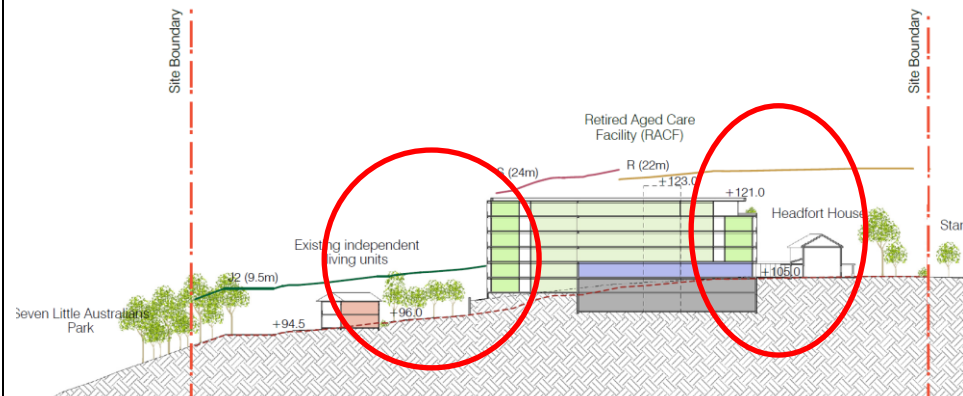 Site Boundary
Site Boundary
Retired Aged Care
Facility (RACF)
(24m)
R (22m)
+123.0
+121.0
Headfort House
Existing independent
living units
J2 (9.5m)
+105.0
Seven Little Australians
Park
+94.5
+96.0